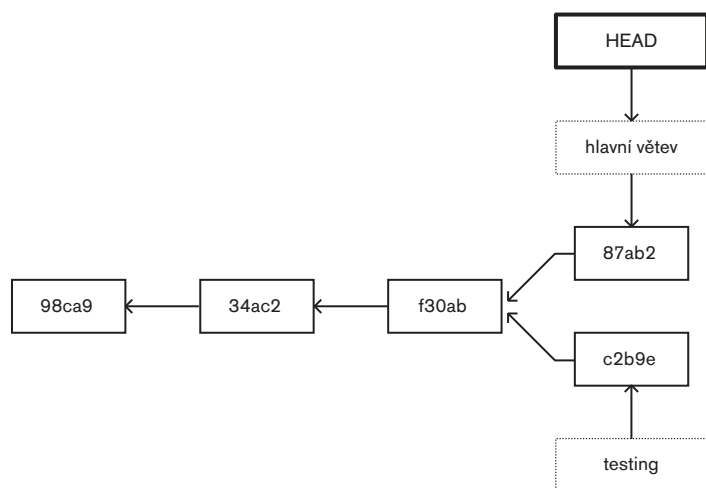 HEAD
hlavní větev
87ab2
98ca9
34ac2
f30ab
c2b9e
testing